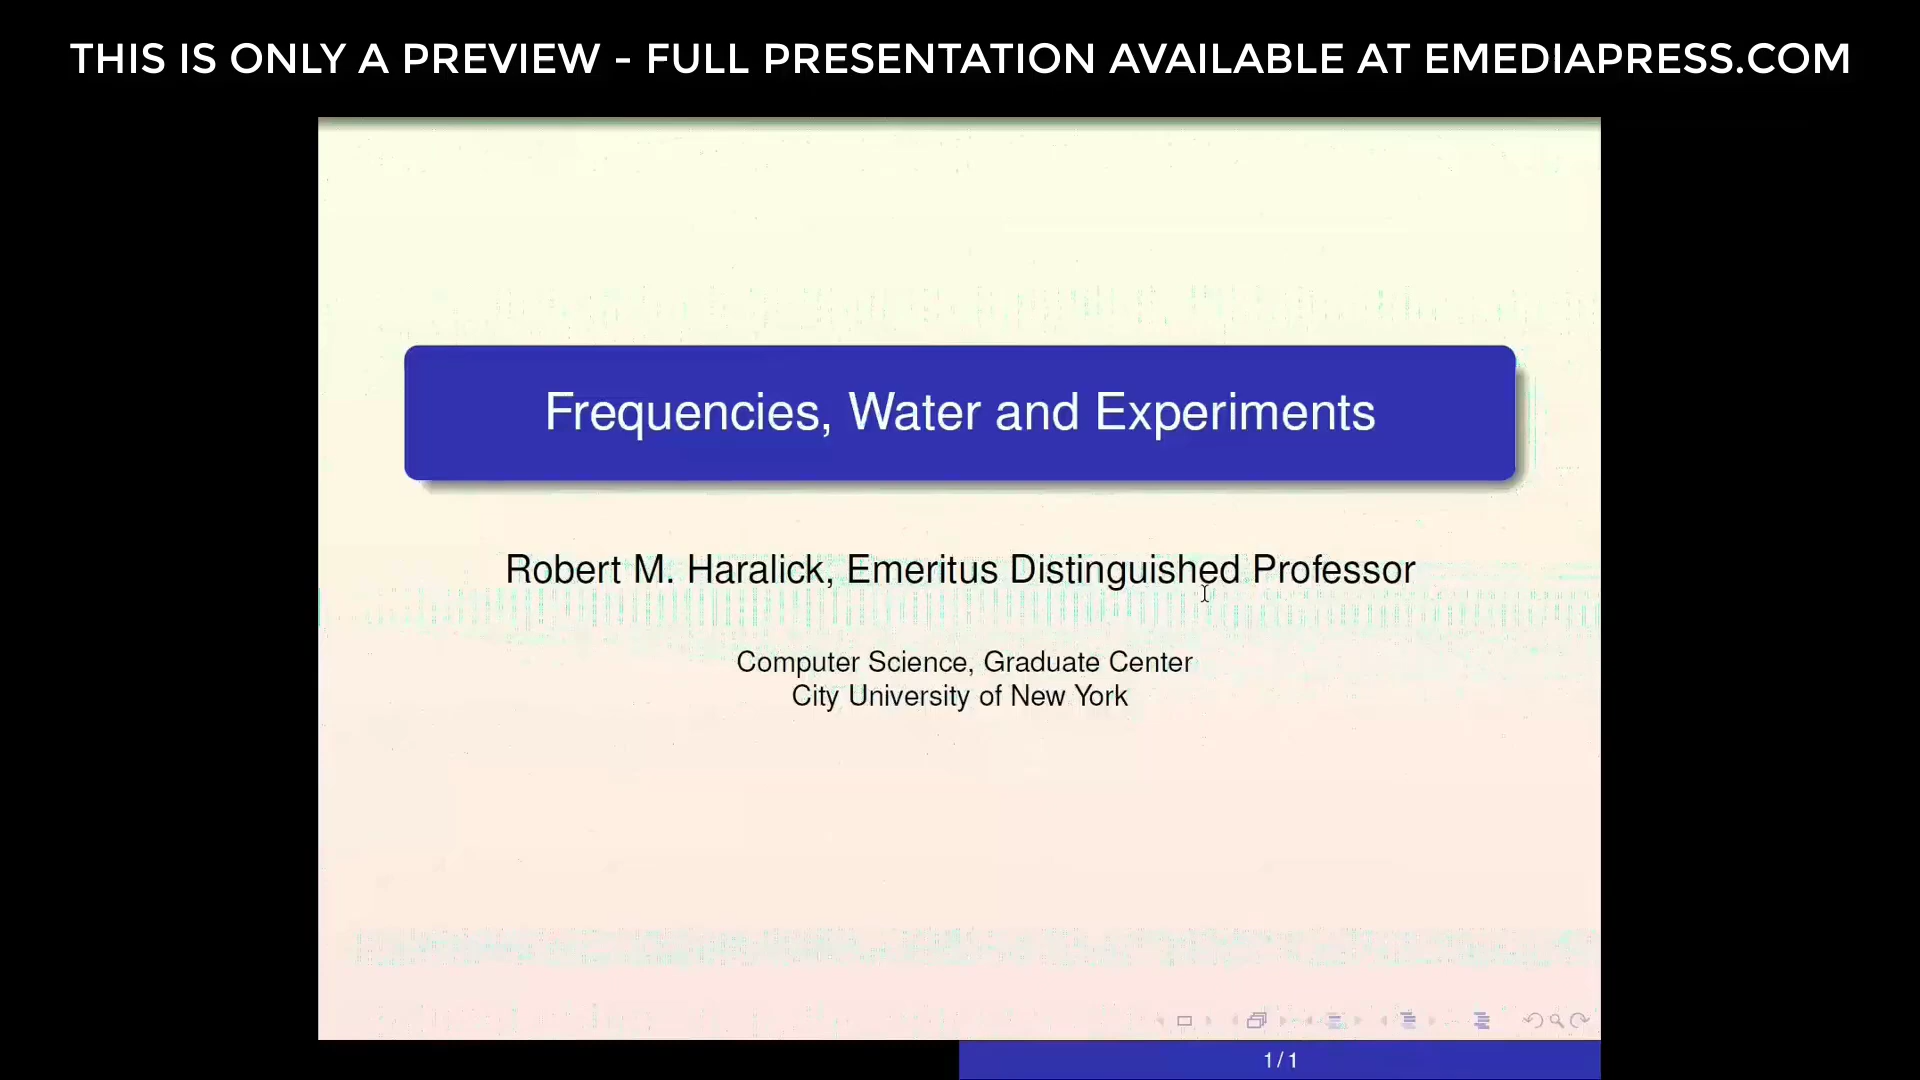 THIS IS ONLY A PREVIEW - FULL PRESENTATION AVAILABLE AT EMEDIAPRESS.COM
Frequencies, Water and Experiments
Robert M. Haralick, Emeritus Distinguished Professor
Computer Science, Graduate Center
City University of New York
1 / 1